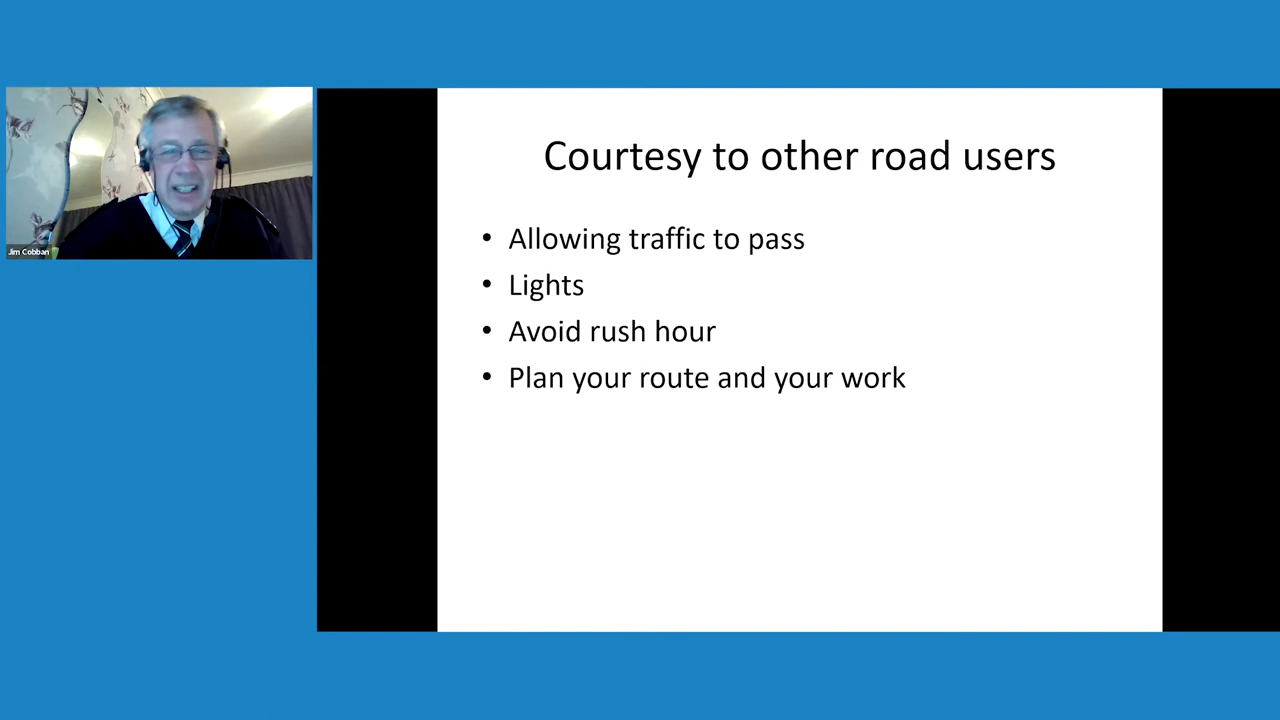 Jim Cobban
Courtesy to other road users
• Allowing traffic to pass
• Lights
• Avoid rush hour
• Plan your route and your work